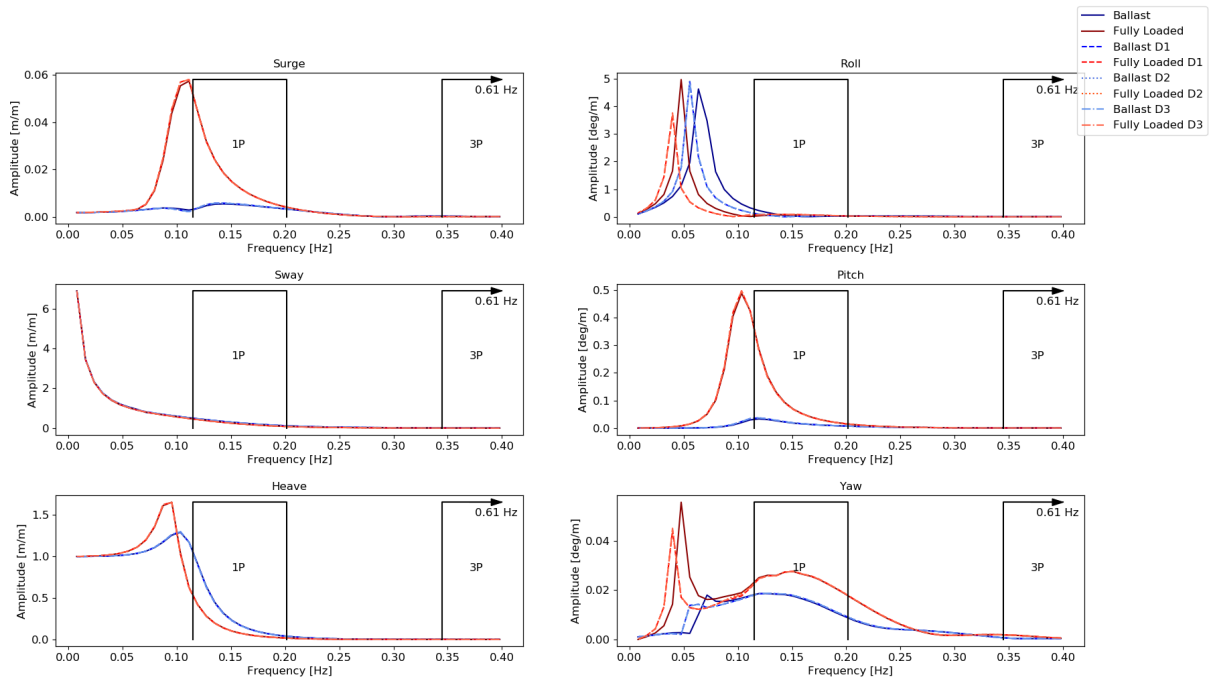 Ballast
Fully Loaded
Ballast D1
Fully Loaded D1
Ballast D2
Fully Loaded D2
Ballast D3
Fully Loaded D3
Surge
Amplitude [m/m]
0.06
0.04
0.02
0.00
1P
3P
0.61 Hz
0.00 0.05 0.10 0.15 0.20 0.25 0.30 0.35 0.40
Frequency [Hz]
Roll
Amplitude [deg/m]
5
4
3
2
1
0
1P
3P
0.61 Hz
0.00 0.05 0.10 0.15 0.20 0.25 0.30 0.35 0.40
Frequency [Hz]
Sway
Amplitude [m/m]
6
4
2
0
1P
3P
0.61 Hz
0.00 0.05 0.10 0.15 0.20 0.25 0.30 0.35 0.40
Frequency [Hz]
Pitch
Amplitude [deg/m]
0.5
0.4
0.3
0.2
0.1
0.0
1P
3P
0.61 Hz
0.00 0.05 0.10 0.15 0.20 0.25 0.30 0.35 0.40
Frequency [Hz]
Heave
Amplitude [m/m]
1.5
1.0
0.5
0.0
1P
3P
0.61 Hz
0.00 0.05 0.10 0.15 0.20 0.25 0.30 0.35 0.40
Frequency [Hz]
Yaw
Amplitude [deg/m]
0.04
0.02
0.00
1P
3P
0.61 Hz
0.00 0.05 0.10 0.15 0.20 0.25 0.30 0.35 0.40
Frequency [Hz]